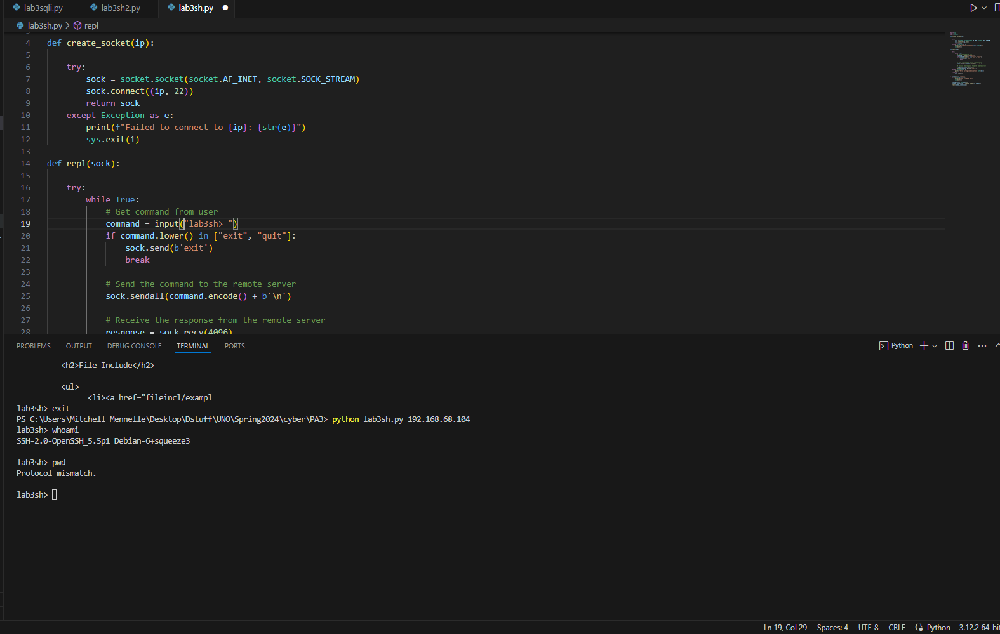 lab3sqli.py
lab3sh2.py
lab3sh.py
lab3sh.py > repl
4 def create_socket(ip):
5
6 try:
7 sock = socket.socket(socket.AF_INET, socket.SOCK_STREAM)
8 sock.connect((ip, 22))
9 return sock
10 except Exception as e:
11 print(f"Failed to connect to {ip}: {str(e)}")
12 sys.exit(1)
13
14 def repl(sock):
15
16 try:
17 while True:
18 # Get command from user
19 command = input("lab3sh> ")
20 if command.lower() in ["exit", "quit"]:
21 sock.send(b'exit')
22 break
23
24 # Send the command to the remote server
25 sock.sendall(command.encode() + b'\n')
26
27 # Receive the response from the remote server
28 response = sock.recv(4096)
PROBLEMS OUTPUT DEBUG CONSOLE TERMINAL PORTS
Python
<h2>File Include</h2>
<ul>
<li><a href="fileincl/exampl
lab3sh> exit
PS C:\Users\Mitchell Mennelle\Desktop\Dstuff\UNO\Spring2024\cyber\PA3> python lab3sh.py 192.168.68.104
lab3sh> whoami
SSH-2.0-OpenSSH_5.5p1 Debian-6+squeeze3
lab3sh> pwd
Protocol mismatch.
lab3sh>
Ln 19, Col 29 Spaces: 4 UTF-8 CRLF Python 3.12.2 64-bit